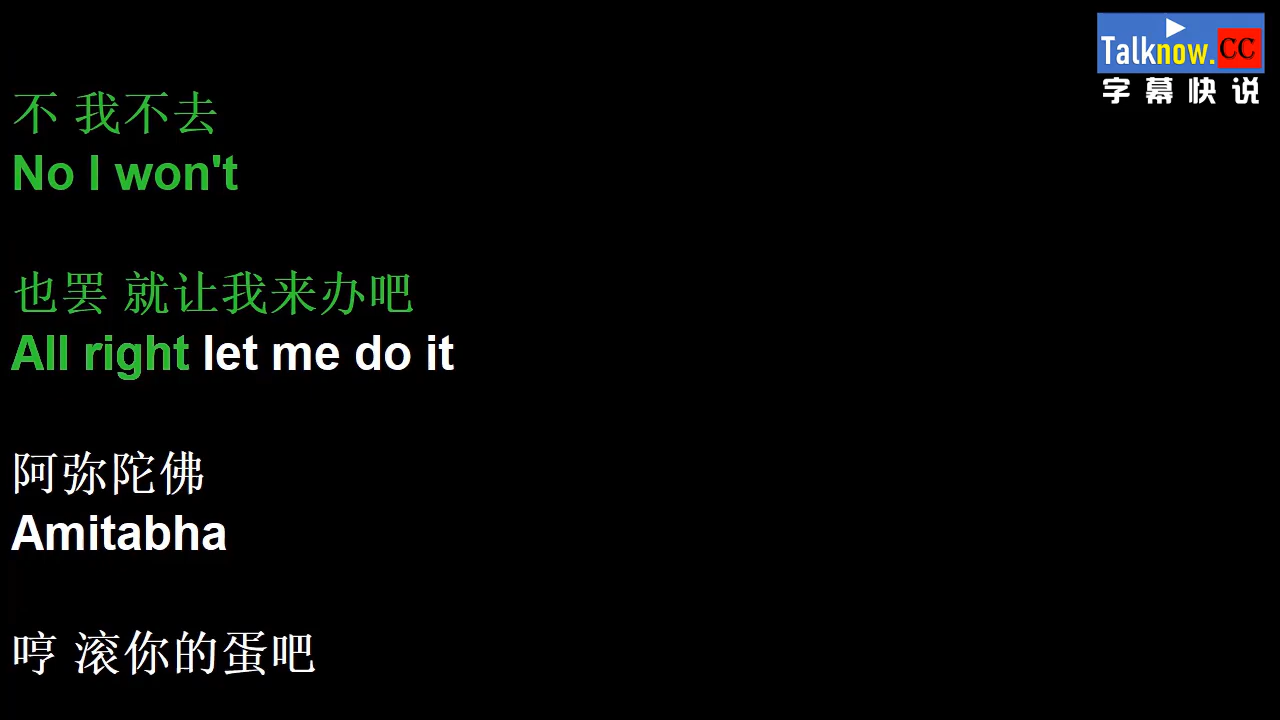 Talknow.CC
字幕快说
不 我不去
No I won't
也罢 就让我来办吧
All right let me do it
阿弥陀佛
Amitabha
哼 滚你的蛋吧